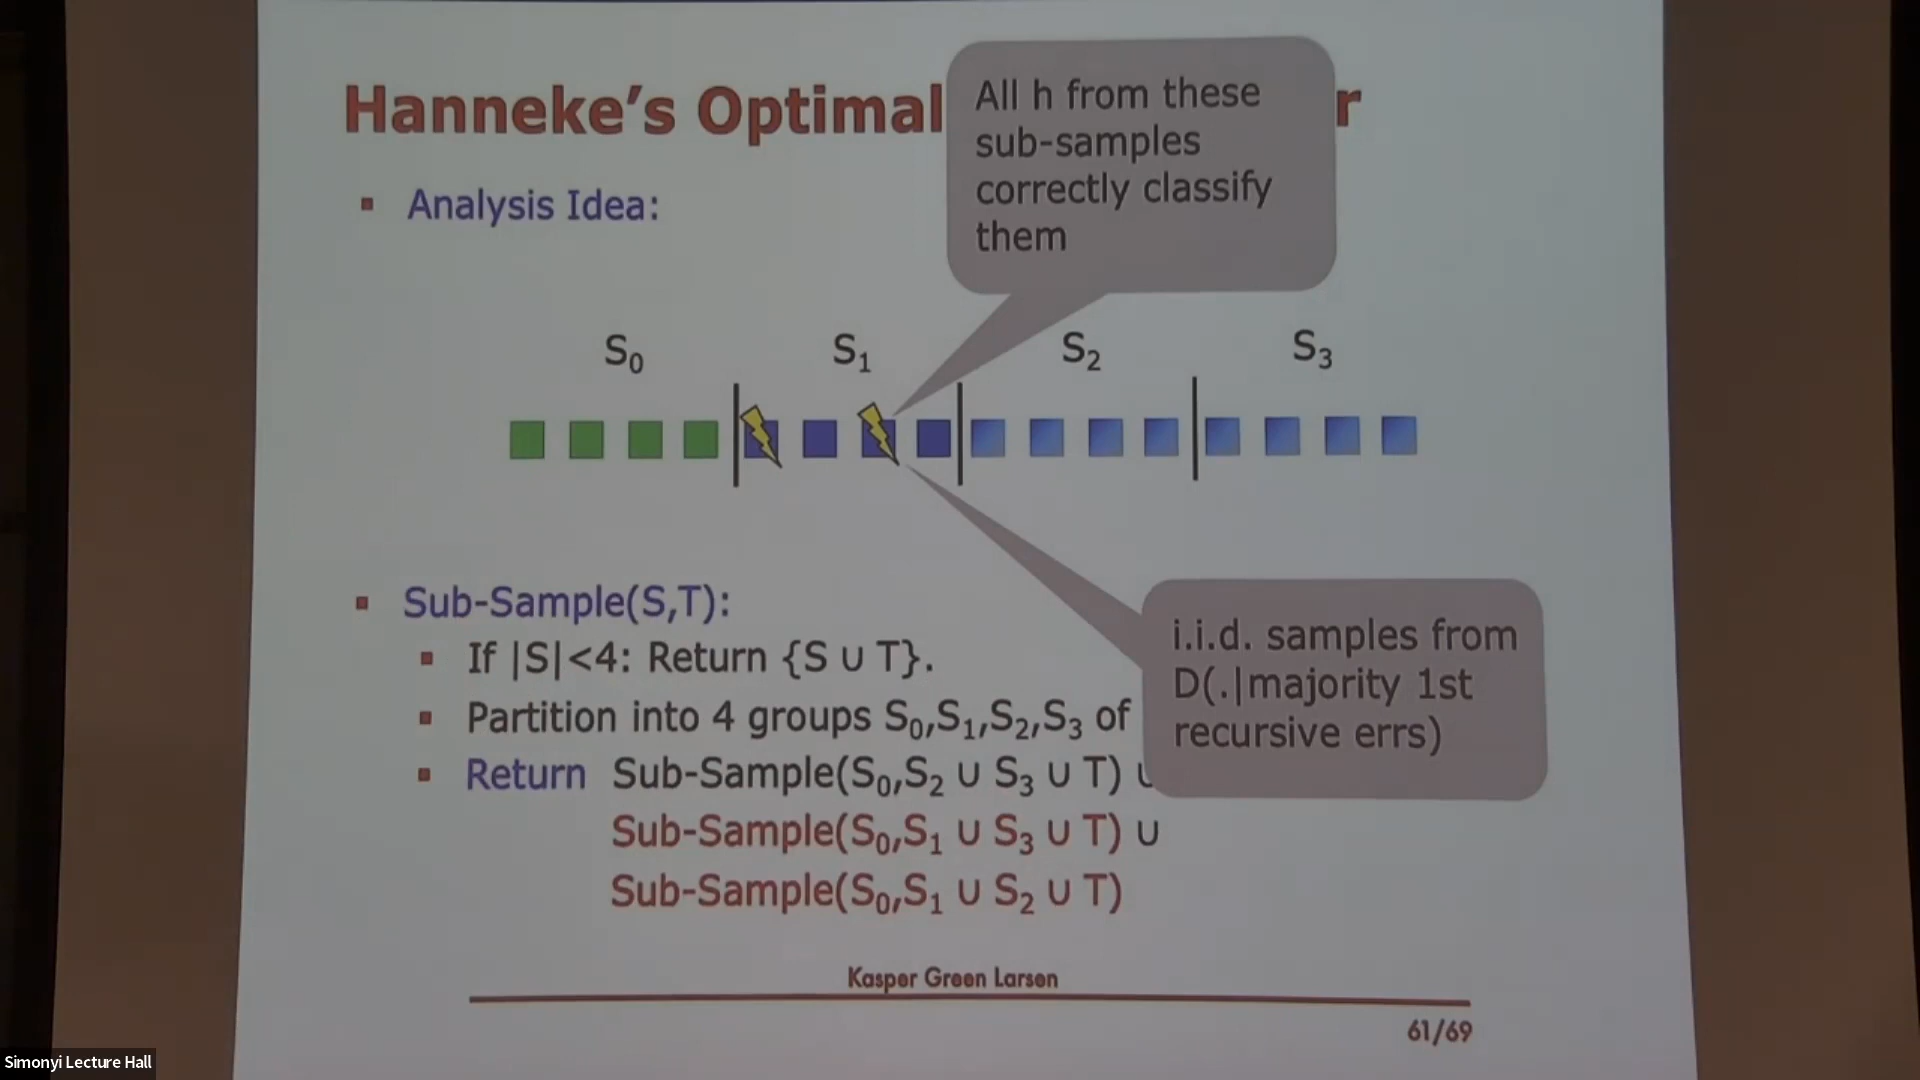 Hanneke's Optimal r
All h from these
sub-samples
correctly classify
them
Analysis Idea:
S₀ S₁ S₂ S₃
Sub-Sample(S,T):
If |S|<4: Return {S ∪ T}.
Partition into 4 groups S₀,S₁,S₂,S₃ of
Return Sub-Sample(S₀,S₂ ∪ S₃ ∪ T) ∪
Sub-Sample(S₀,S₁ ∪ S₃ ∪ T) ∪
Sub-Sample(S₀,S₁ ∪ S₂ ∪ T)
i.i.d. samples from
D(.|majority 1st
recursive errs)
Kasper Green Larsen
61/69
Simonyi Lecture Hall